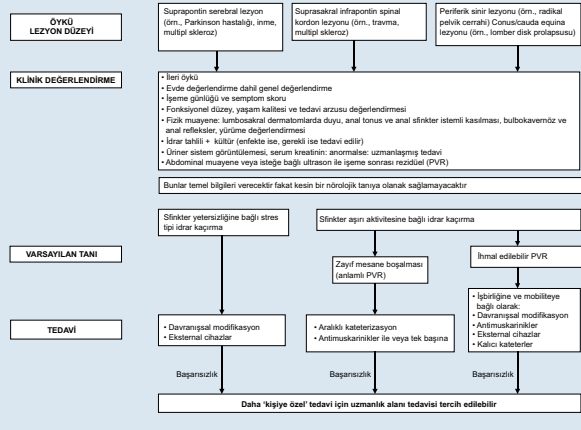 ÖYKÜ
LEZYON DÜZEYİ
Suprapontin serebral lezyon
(örn., Parkinson hastalığı, inme,
multipl skleroz)
Suprasakral infrapontin spinal
kordon lezyonu (örn., travma,
multipl skleroz)
Periferik sinir lezyonu (örn., radikal
pelvik cerrahi) Conus/cauda equina
lezyonu (örn., lomber disk prolapsusu)
KLİNİK DEĞERLENDİRME
• İleri öykü
• Evde değerlendirme dahil genel değerlendirme
• İşeme günlüğü ve semptom skoru
• Fonksiyonel düzey, yaşam kalitesi ve tedavi arzusu değerlendirmesi
• Fizik muayene: lumbosakral dermatomlarda duyu, anal tonus ve anal sfinkter istemli kasılması, bulbokavernöz ve
anal refleksler, yürüme değerlendirmesi
• İdrar tahlili + kültür (enfekte ise, gerekli ise tedavi edilir)
• Üriner sistem görüntülemesi, serum kreatinin: anormalse: uzmanlaşmış tedavi
• Abdominal muayene veya isteğe bağlı ultrason ile işeme sonrası rezidüel (PVR)
Bunlar temel bilgileri verecektir fakat kesin bir nörolojik tanıya olanak sağlamayacaktır
Sfinkter yetersizliğine bağlı stres
tipi idrar kaçırma
Sfinkter aşırı aktivitesine bağlı idrar kaçırma
VARSAYILAN TANI
Zayıf mesane boşalması
(anlamlı PVR)
İhmal edilebilir PVR
TEDAVİ
• Davranışsal modifikasyon
• Eksternal cihazlar
• Aralıklı kateterizasyon
• Antimuskarinikler ile veya tek başına
• İşbirliğine ve mobiliteye
bağlı olarak:
• Davranışsal modifikasyon
• Antimuskarinikler
• Eksternal cihazlar
• Kalıcı kateterler
Başarısızlık
Başarısızlık
Başarısızlık
Daha 'kişiye özel' tedavi için uzmanlık alanı tedavisi tercih edilebilir